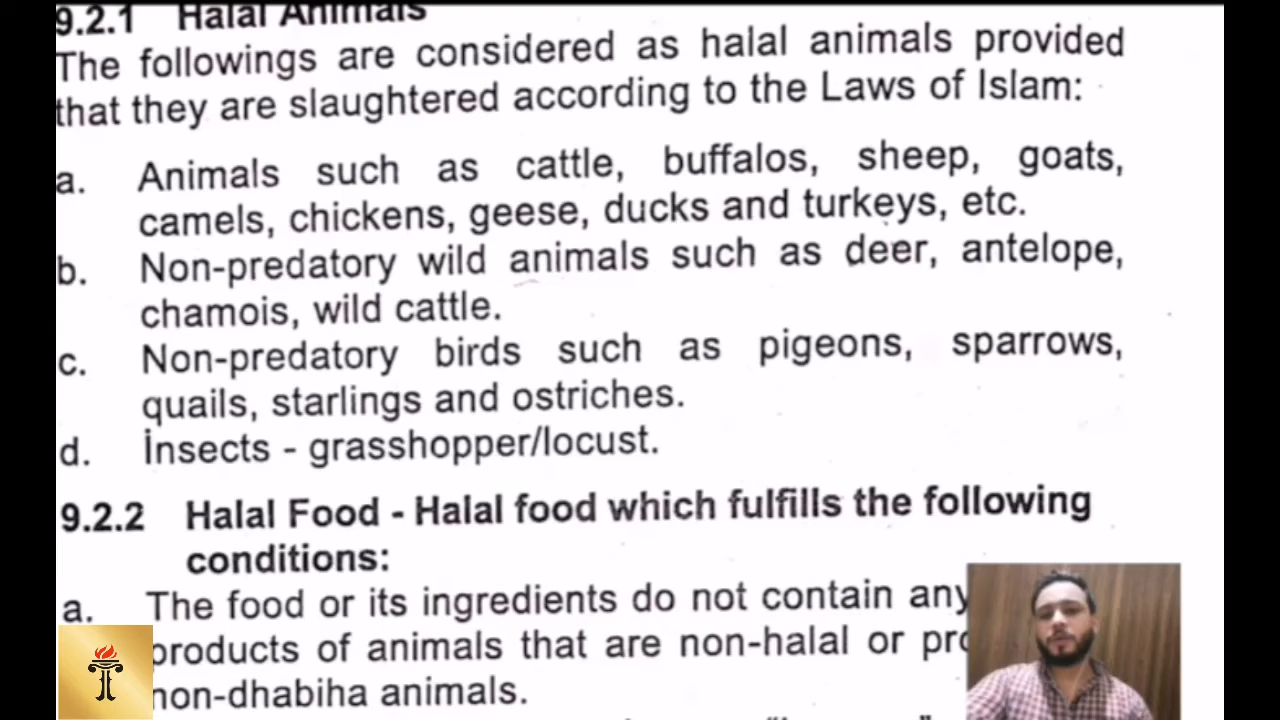 9.2.1 Halal Animals
The followings are considered as halal animals provided
that they are slaughtered according to the Laws of Islam:
a. Animals such as cattle, buffalos, sheep, goats,
camels, chickens, geese, ducks and turkeys, etc.
b. Non-predatory wild animals such as deer, antelope,
chamois, wild cattle.
c. Non-predatory birds such as pigeons, sparrows,
quails, starlings and ostriches.
d. Insects - grasshopper/locust.
9.2.2 Halal Food - Halal food which fulfills the following
conditions:
a. The food or its ingredients do not contain any
products of animals that are non-halal or
non-dhabiha animals.